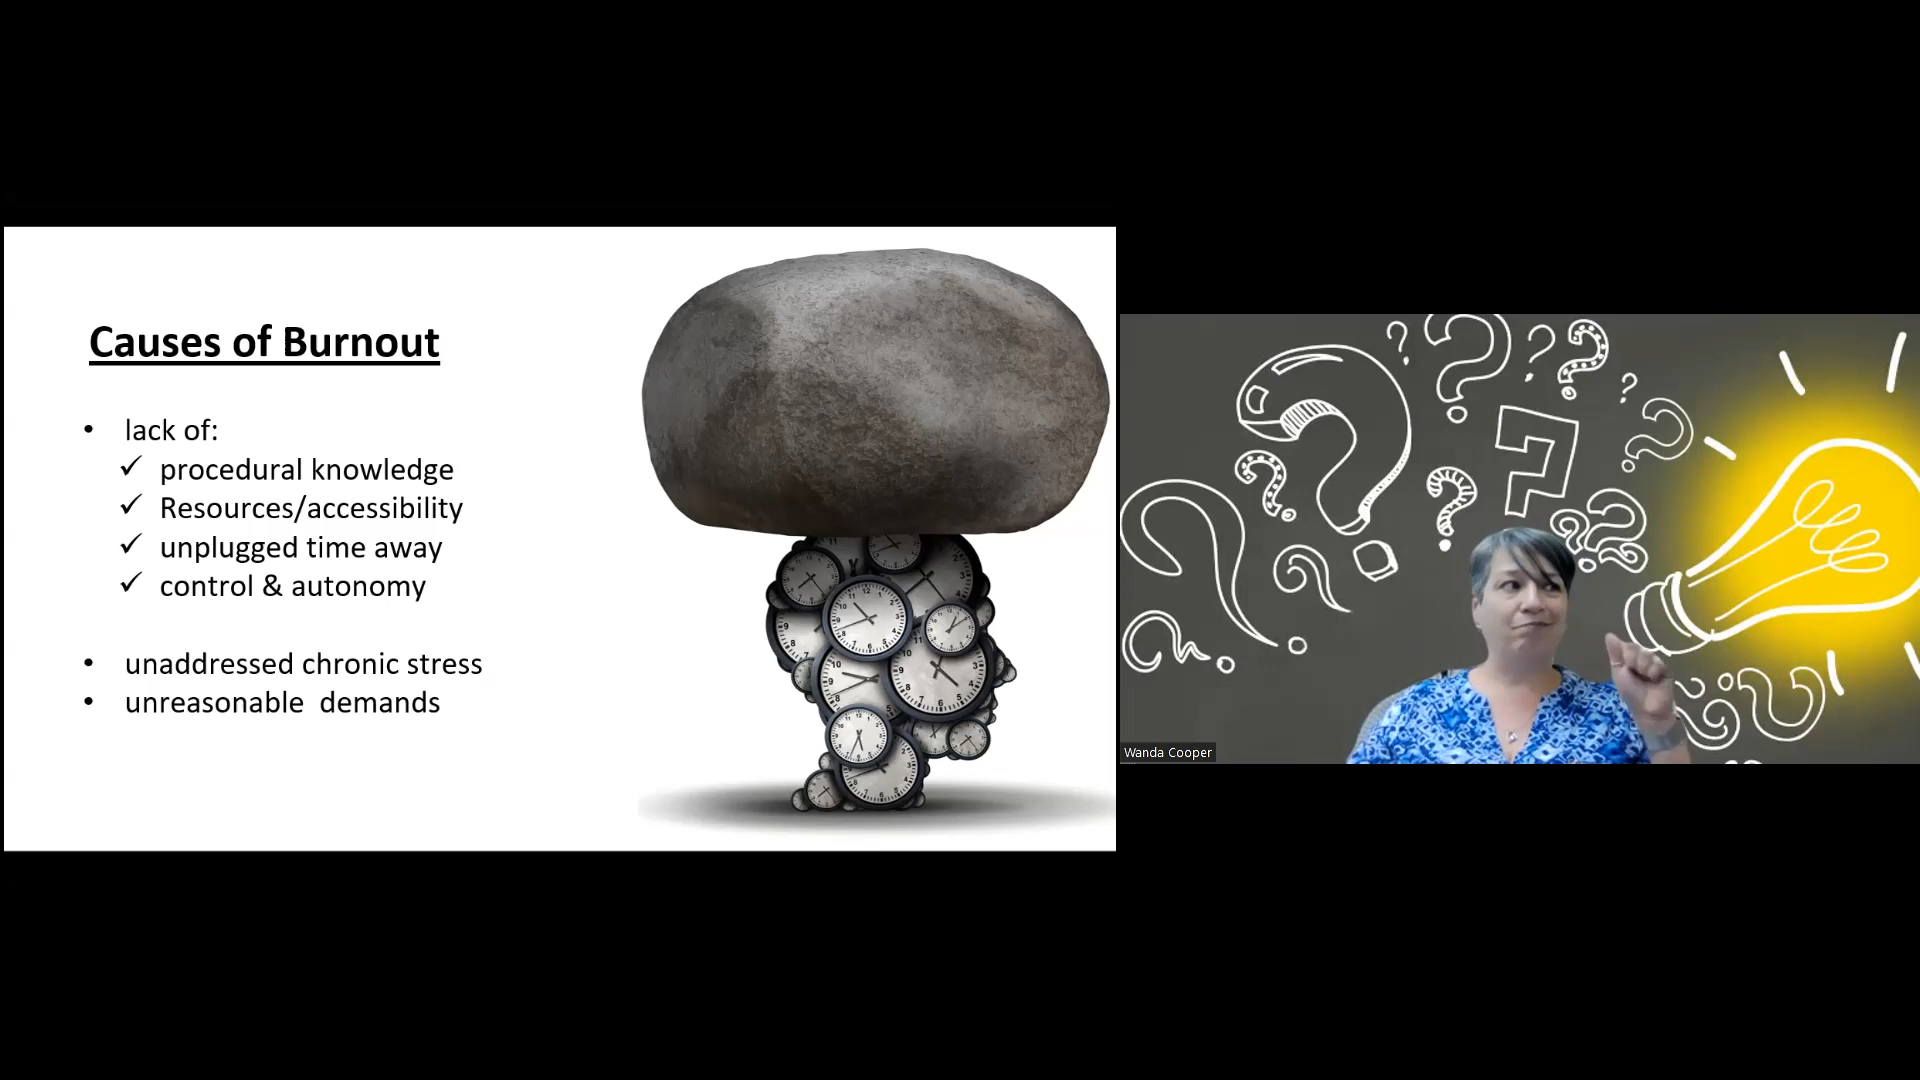 Causes of Burnout
• lack of:
✓ procedural knowledge
✓ Resources/accessibility
✓ unplugged time away
✓ control & autonomy
• unaddressed chronic stress
• unreasonable  demands
Wanda Cooper